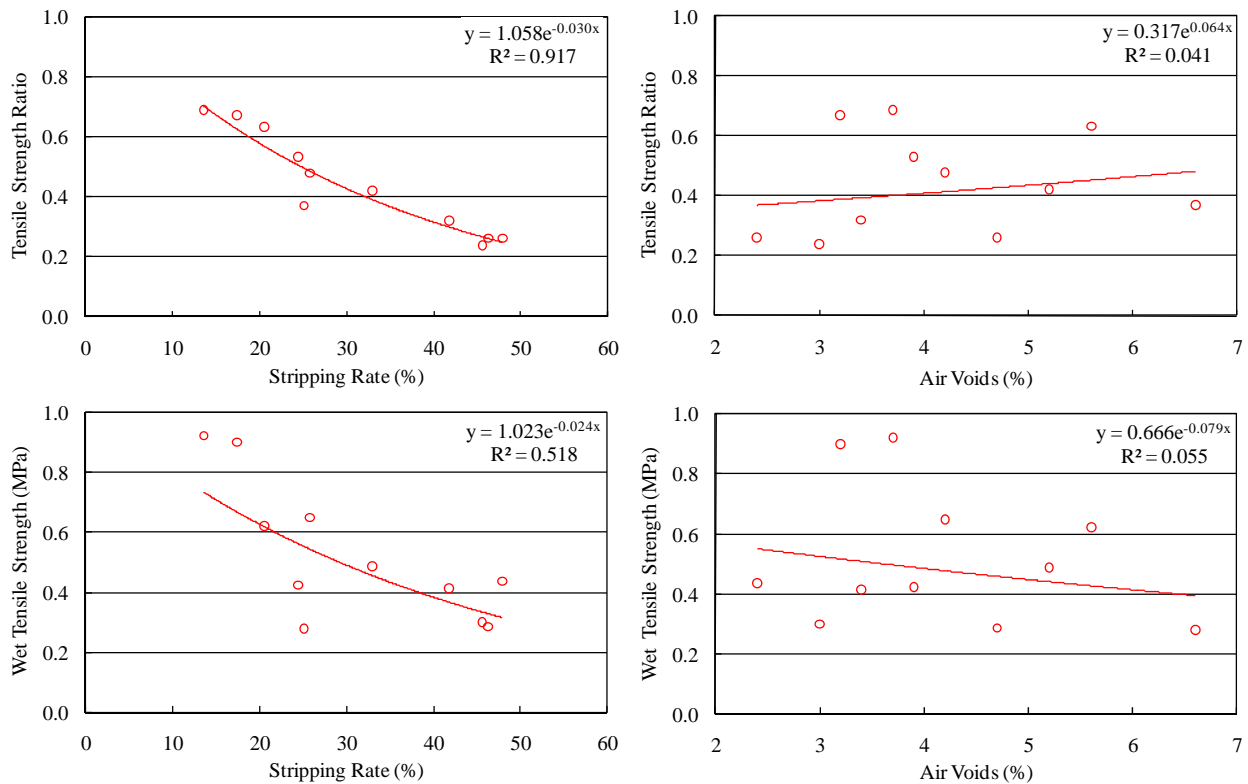 1.0
0.8
0.6
0.4
0.2
0.0
Tensile Strength Ratio
y = 1.058e^-0.030x
R² = 0.917
0 10 20 30 40 50 60
Stripping Rate (%)
1.0
0.8
0.6
0.4
0.2
0.0
Tensile Strength Ratio
y = 0.317e^0.064x
R² = 0.041
2 3 4 5 6 7
Air Voids (%)
1.0
0.8
0.6
0.4
0.2
0.0
Wet Tensile Strength (MPa)
y = 1.023e^-0.024x
R² = 0.518
0 10 20 30 40 50 60
Stripping Rate (%)
1.0
0.8
0.6
0.4
0.2
0.0
Wet Tensile Strength (MPa)
y = 0.666e^-0.079x
R² = 0.055
2 3 4 5 6 7
Air Voids (%)